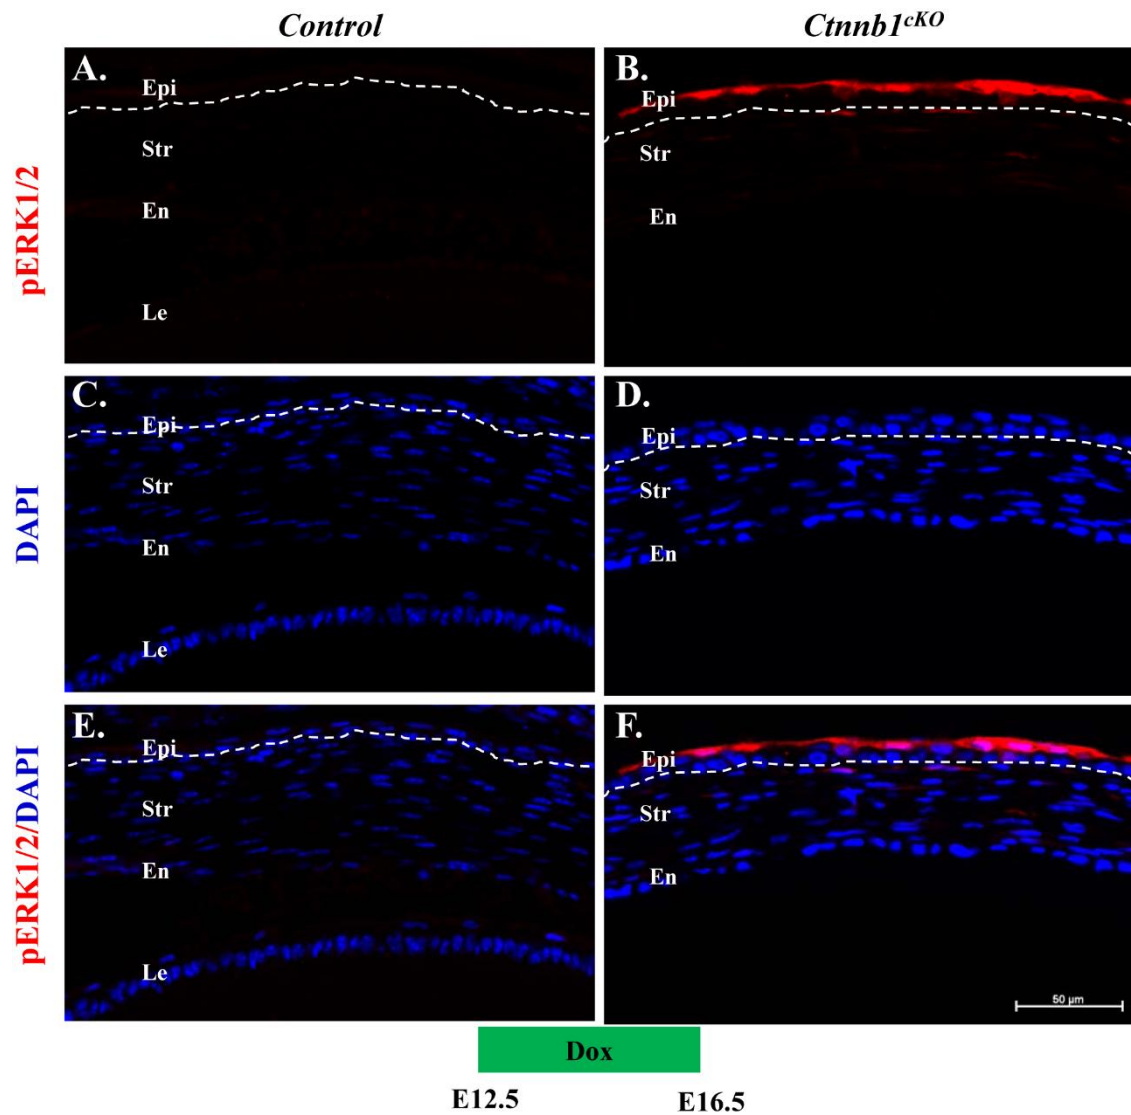 Control
Ctnnb1cKO
pERK1/2
A.
Epi
Str
En
Le
B.
Epi
Str
En
DAPI
C.
Epi
Str
En
Le
D.
Epi
Str
En
pERK1/2/DAPI
E.
Epi
Str
En
Le
F.
Epi
Str
En
50 µm
Dox
E12.5
E16.5